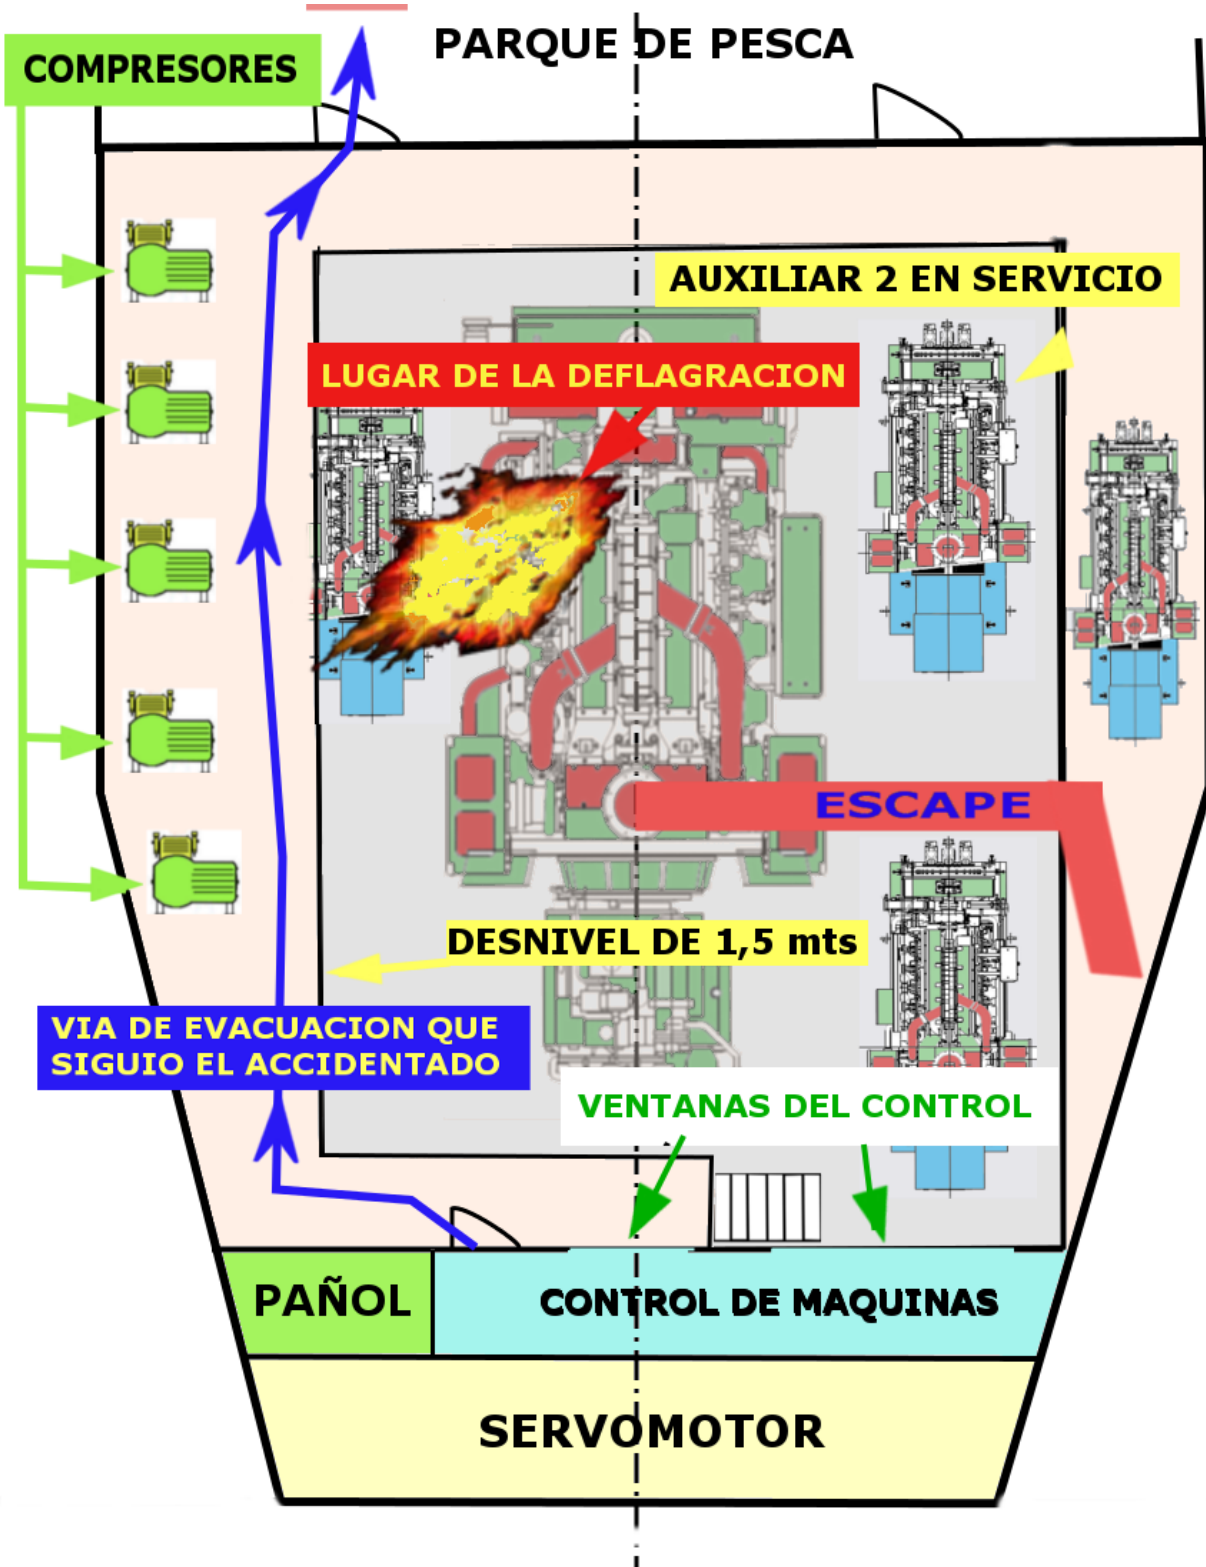 PARQUE DE PESCA
COMPRESORES
AUXILIAR 2 EN SERVICIO
LUGAR DE LA DEFLAGRACION
ESCAPE
DESNIVEL DE 1,5 mts
VIA DE EVACUACION QUE
SIGUIO EL ACCIDENTADO
VENTANAS DEL CONTROL
PAÑOL
CONTROL DE MAQUINAS
SERVOMOTOR